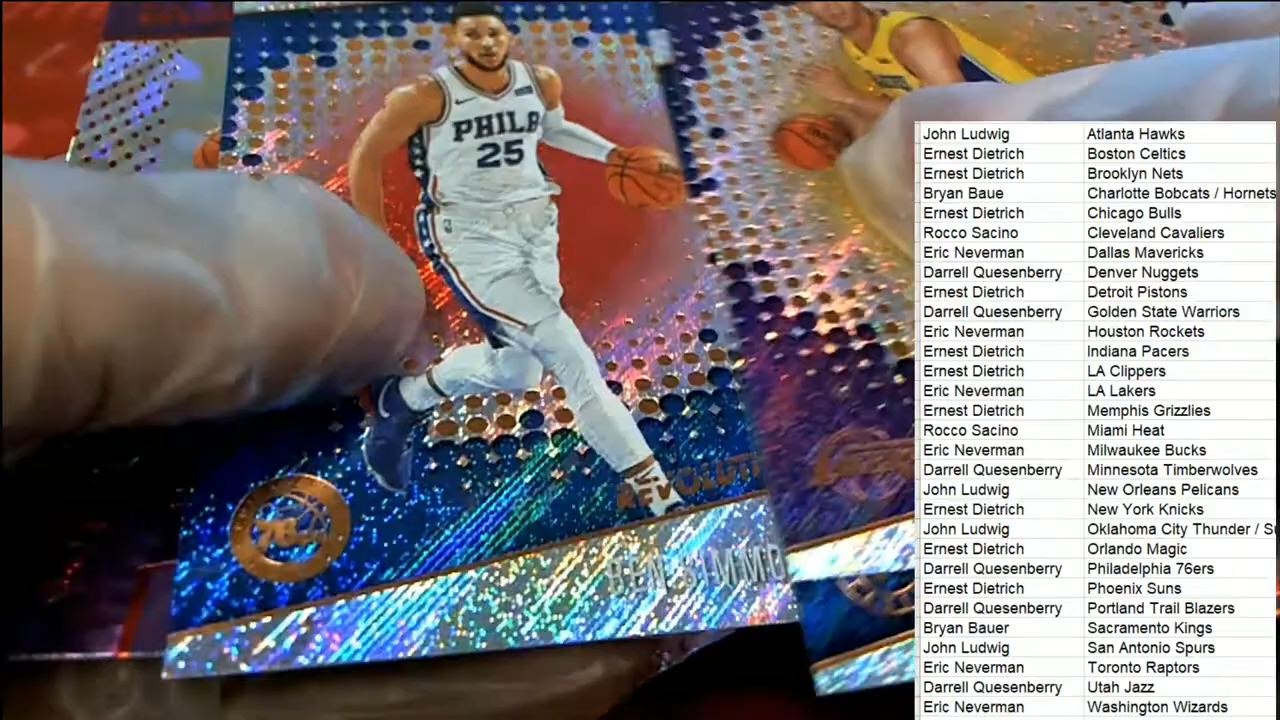 PHILA
25
REVOLUTI
BEN SIMMO
John Ludwig Atlanta Hawks
Ernest Dietrich Boston Celtics
Ernest Dietrich Brooklyn Nets
Bryan Baue Charlotte Bobcats / Hornets
Ernest Dietrich Chicago Bulls
Rocco Sacino Cleveland Cavaliers
Eric Neverman Dallas Mavericks
Darrell Quesenberry Denver Nuggets
Ernest Dietrich Detroit Pistons
Darrell Quesenberry Golden State Warriors
Eric Neverman Houston Rockets
Ernest Dietrich Indiana Pacers
Ernest Dietrich LA Clippers
Eric Neverman LA Lakers
Ernest Dietrich Memphis Grizzlies
Rocco Sacino Miami Heat
Eric Neverman Milwaukee Bucks
Darrell Quesenberry Minnesota Timberwolves
John Ludwig New Orleans Pelicans
Ernest Dietrich New York Knicks
John Ludwig Oklahoma City Thunder / S
Ernest Dietrich Orlando Magic
Darrell Quesenberry Philadelphia 76ers
Ernest Dietrich Phoenix Suns
Darrell Quesenberry Portland Trail Blazers
Bryan Bauer Sacramento Kings
John Ludwig San Antonio Spurs
Eric Neverman Toronto Raptors
Darrell Quesenberry Utah Jazz
Eric Neverman Washington Wizards